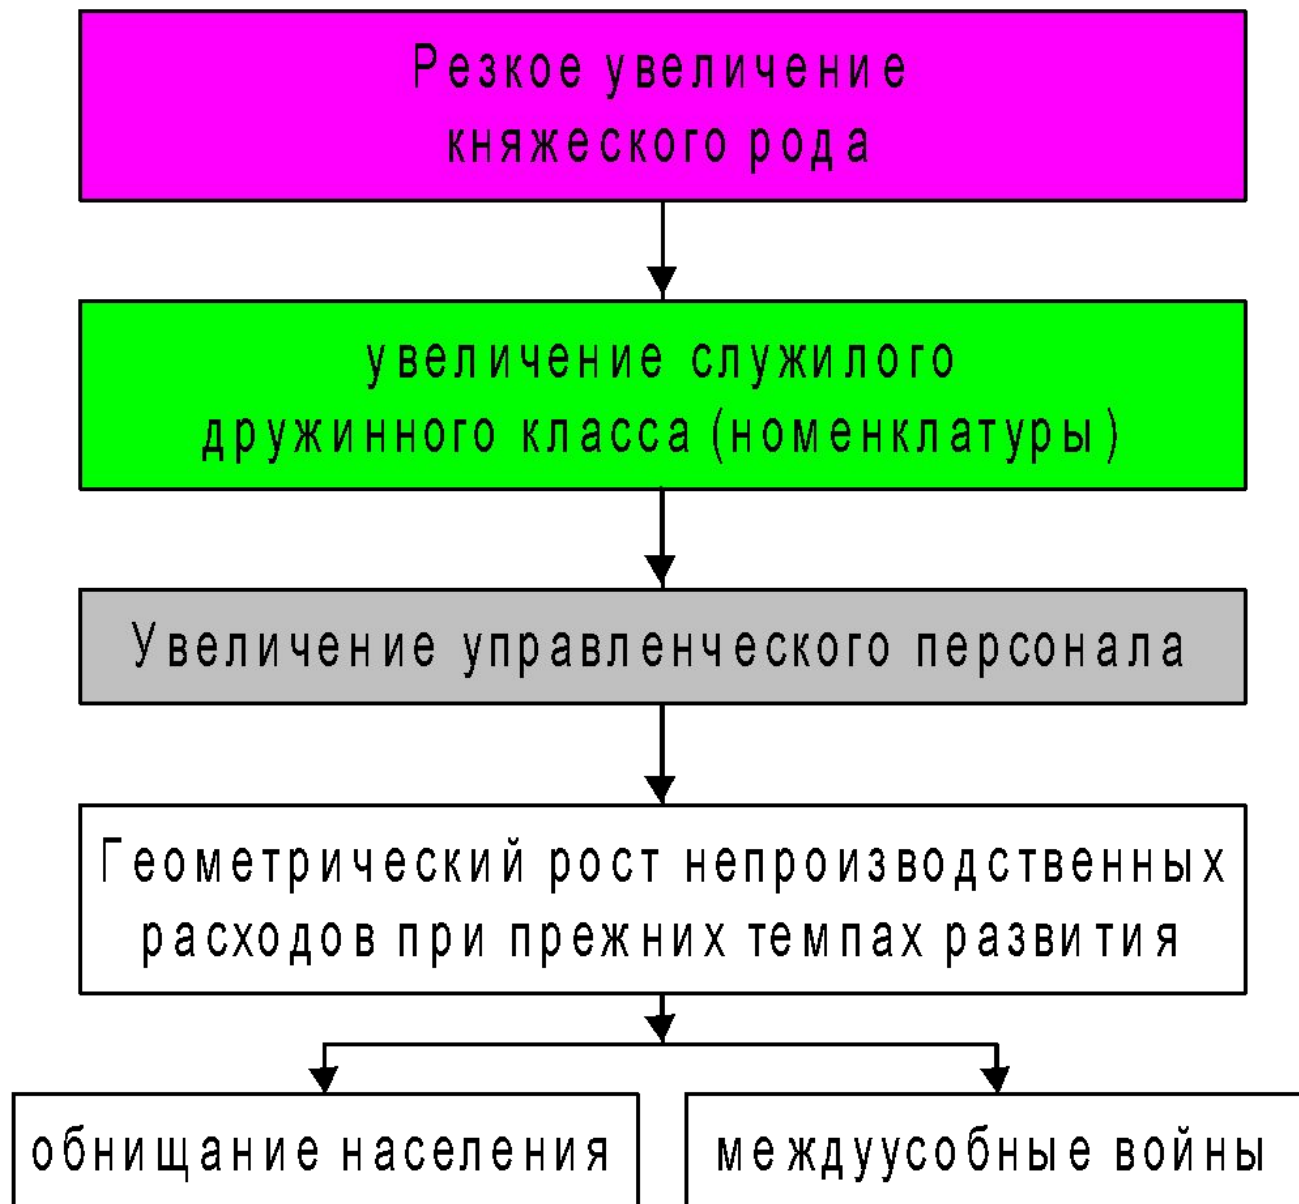 Резкое увеличение
княжеского рода
увеличение служилого
дружинного класса (номенклатуры)
Увеличение управленческого персонала
Геометрический рост непроизводственных
расходов при прежних темпах развития
обнищание населения
междуусобные войны